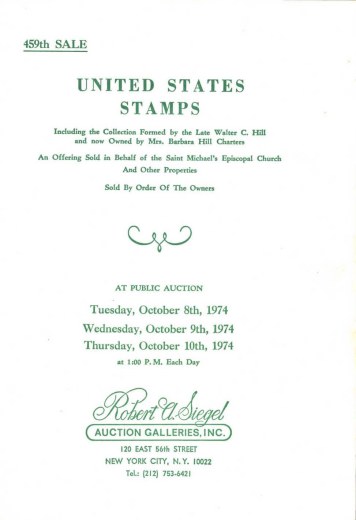 459th SALE
UNITED STATES
STAMPS
Including the Collection Formed by the Late Walter C. Hill
and now Owned by Mrs. Barbara Hill Charters
An Offering Sold in Behalf of the Saint Michael's Episcopal Church
And Other Properties
Sold By Order Of The Owners
AT PUBLIC AUCTION
Tuesday, October 8th, 1974
Wednesday, October 9th, 1974
Thursday, October 10th, 1974
at 1:00 P.M. Each Day
Robert A. Siegel
AUCTION GALLERIES, INC.
120 EAST 56th STREET
NEW YORK CITY, N. Y. 10022
Tel.: (212) 753-6421